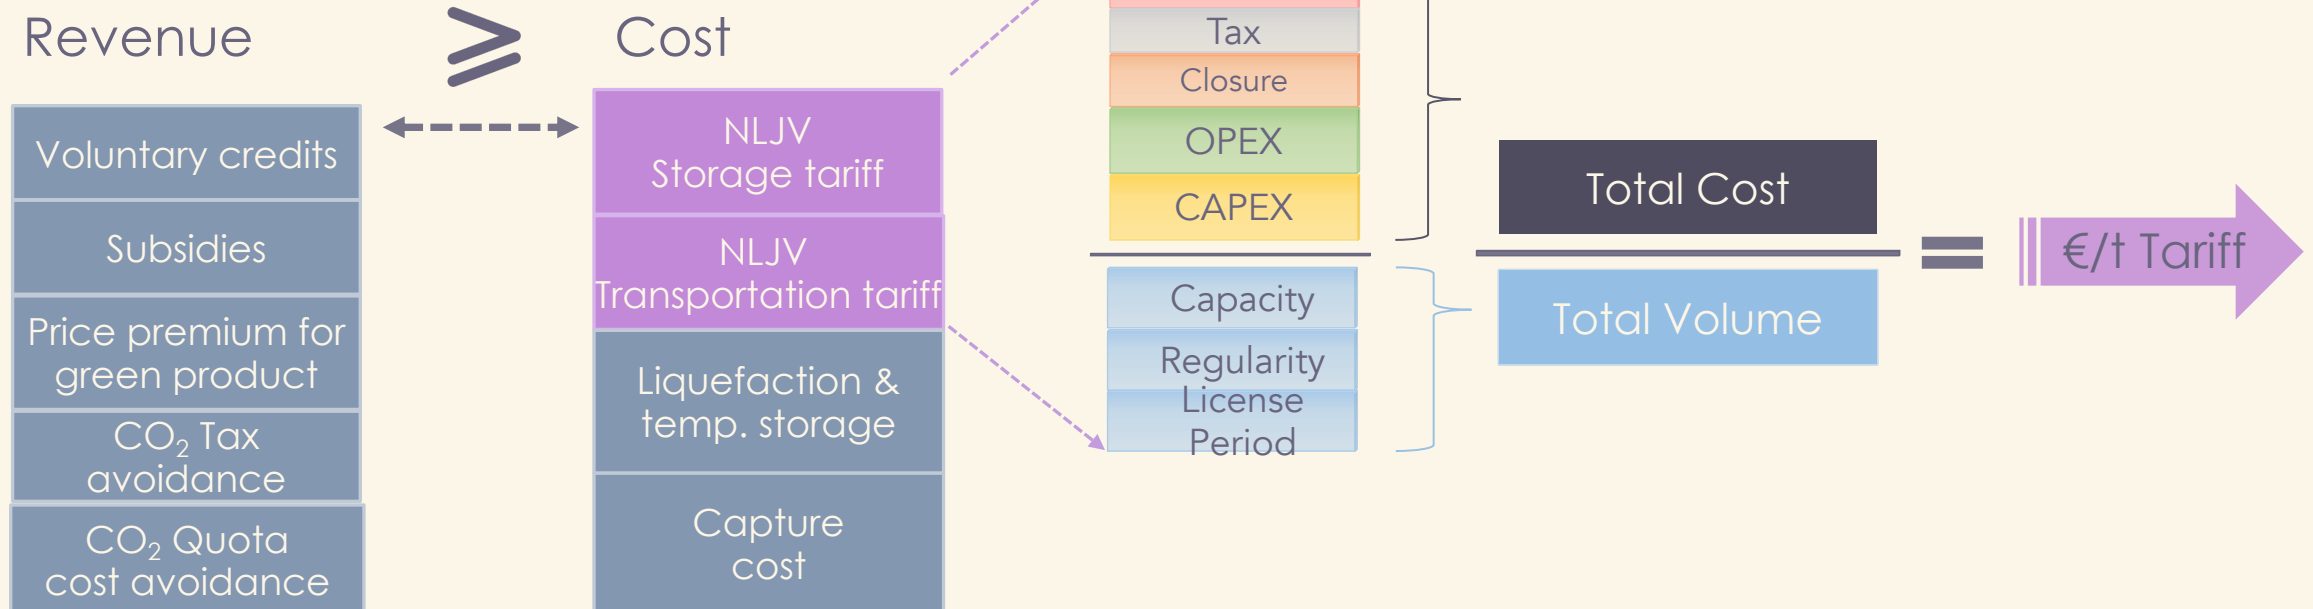 Revenue
≥
Cost
Voluntary credits
Subsidies
Price premium for
green product
CO₂ Tax
avoidance
CO₂ Quota
cost avoidance
NLJV
Storage tariff
NLJV
Transportation tariff
Liquefaction &
temp. storage
Capture
cost
Tax
Closure
OPEX
CAPEX
Capacity
Regularity
License
Period
Total Cost
Total Volume
=
€/t Tariff